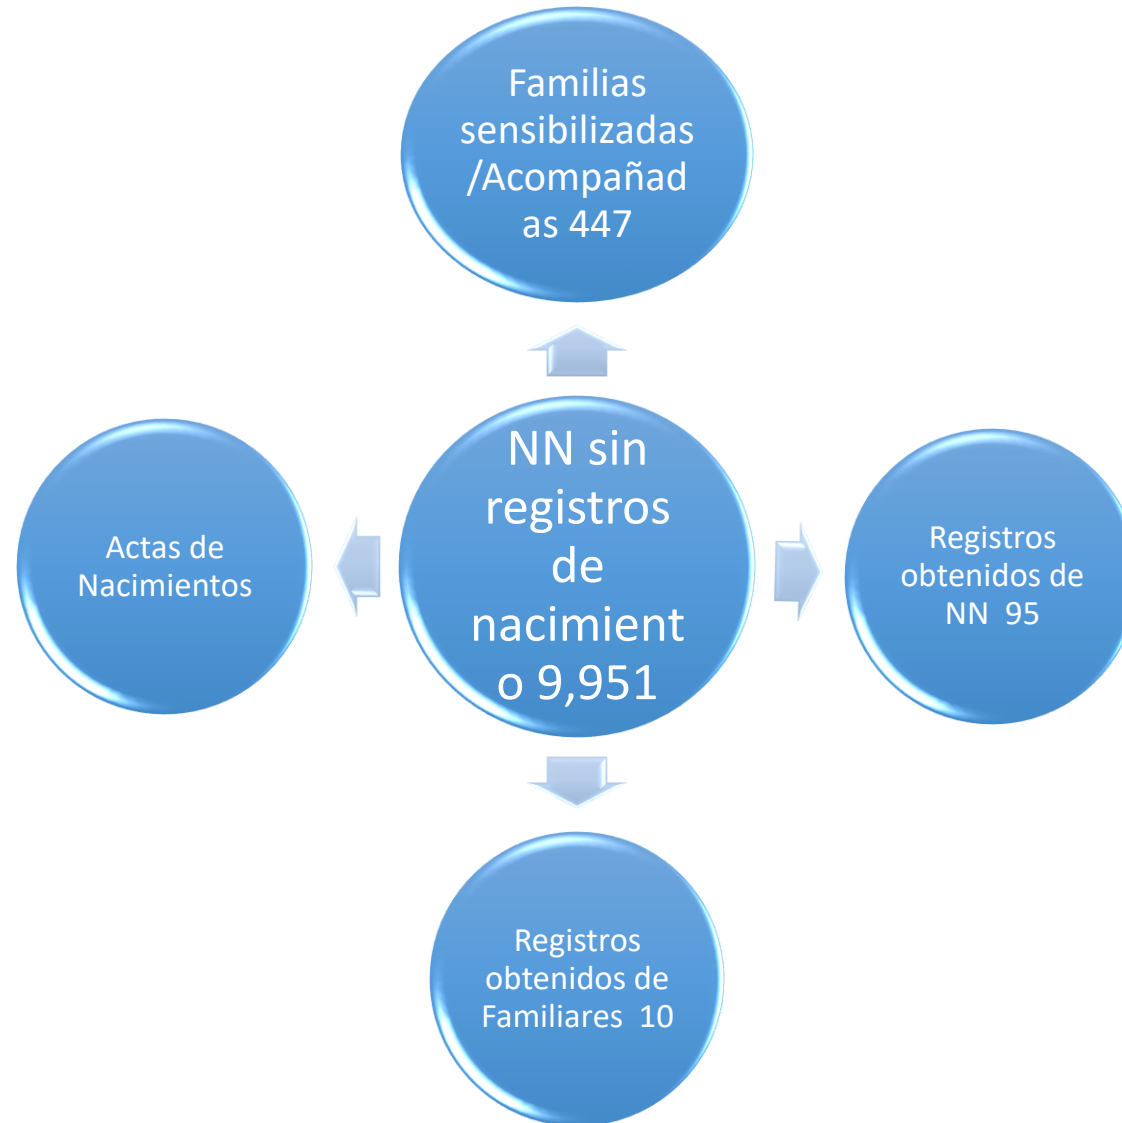 Familias
sensibilizadas
/Acompañad
as 447
NN sin
registros
de
nacimient
o 9,951
Actas de
Nacimientos
Registros
obtenidos de
NN  95
Registros
obtenidos de
Familiares  10